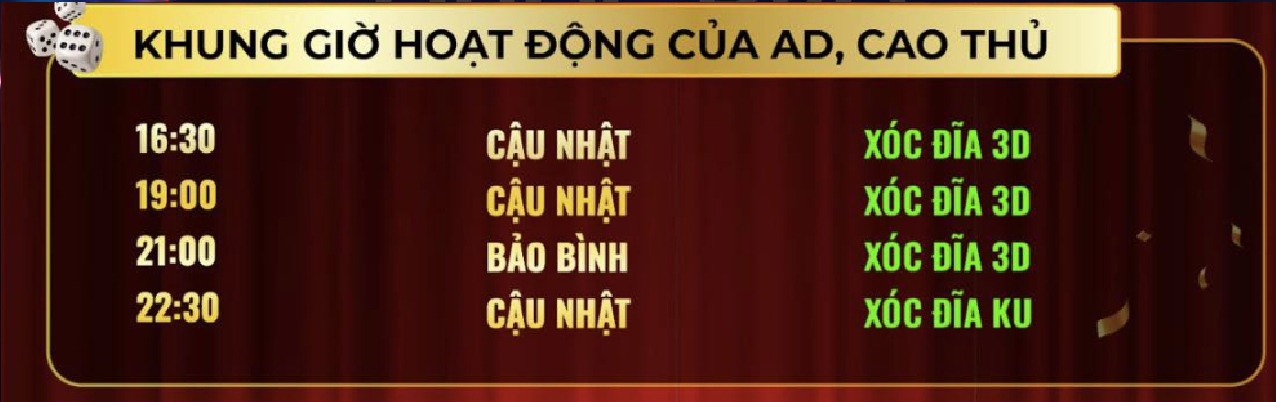 KHUNG GIỜ HOẠT ĐỘNG CỦA AD, CAO THỦ
16:30 CẬU NHẬT XÓC ĐĨA 3D
19:00 CẬU NHẬT XÓC ĐĨA 3D
21:00 BẢO BÌNH XÓC ĐĨA 3D
22:30 CẬU NHẬT XÓC ĐĨA KU